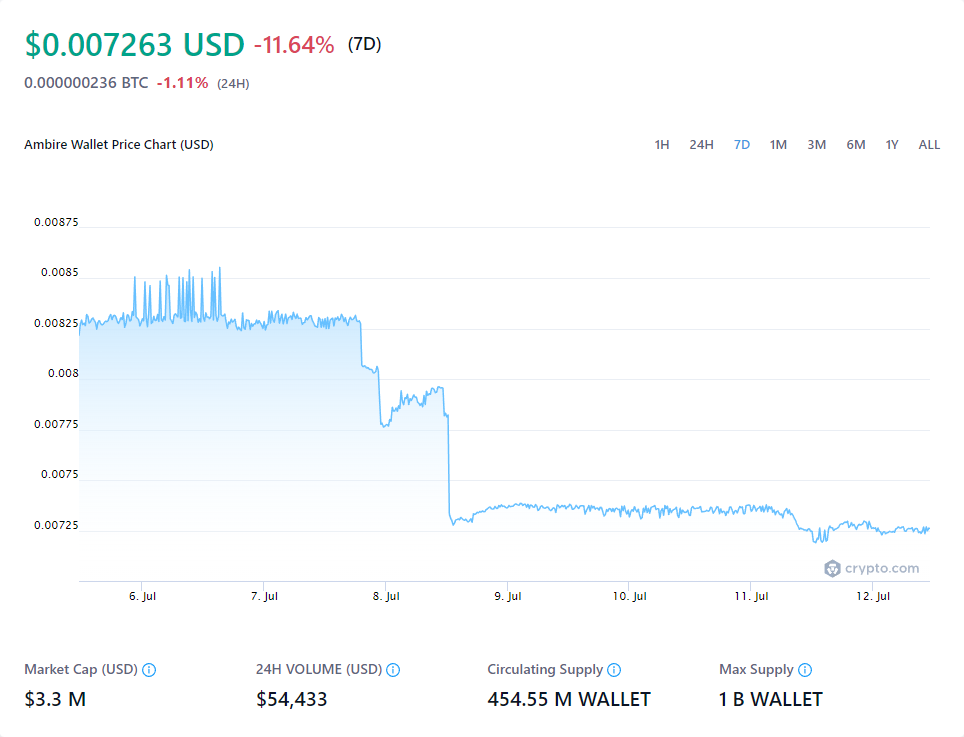 $0.007263 USD -11.64% (7D)
0.000000236 BTC -1.11% (24H)
Ambire Wallet Price Chart (USD) 1H 24H 7D 1M 3M 6M 1Y ALL
0.00875
0.0085
0.00825
0.008
0.00775
0.0075
0.00725
crypto.com
6. Jul 7. Jul 8. Jul 9. Jul 10. Jul 11. Jul 12. Jul
Market Cap (USD) 24H VOLUME (USD) Circulating Supply Max Supply
$3.3 M $54,433 454.55 M WALLET 1 B WALLET